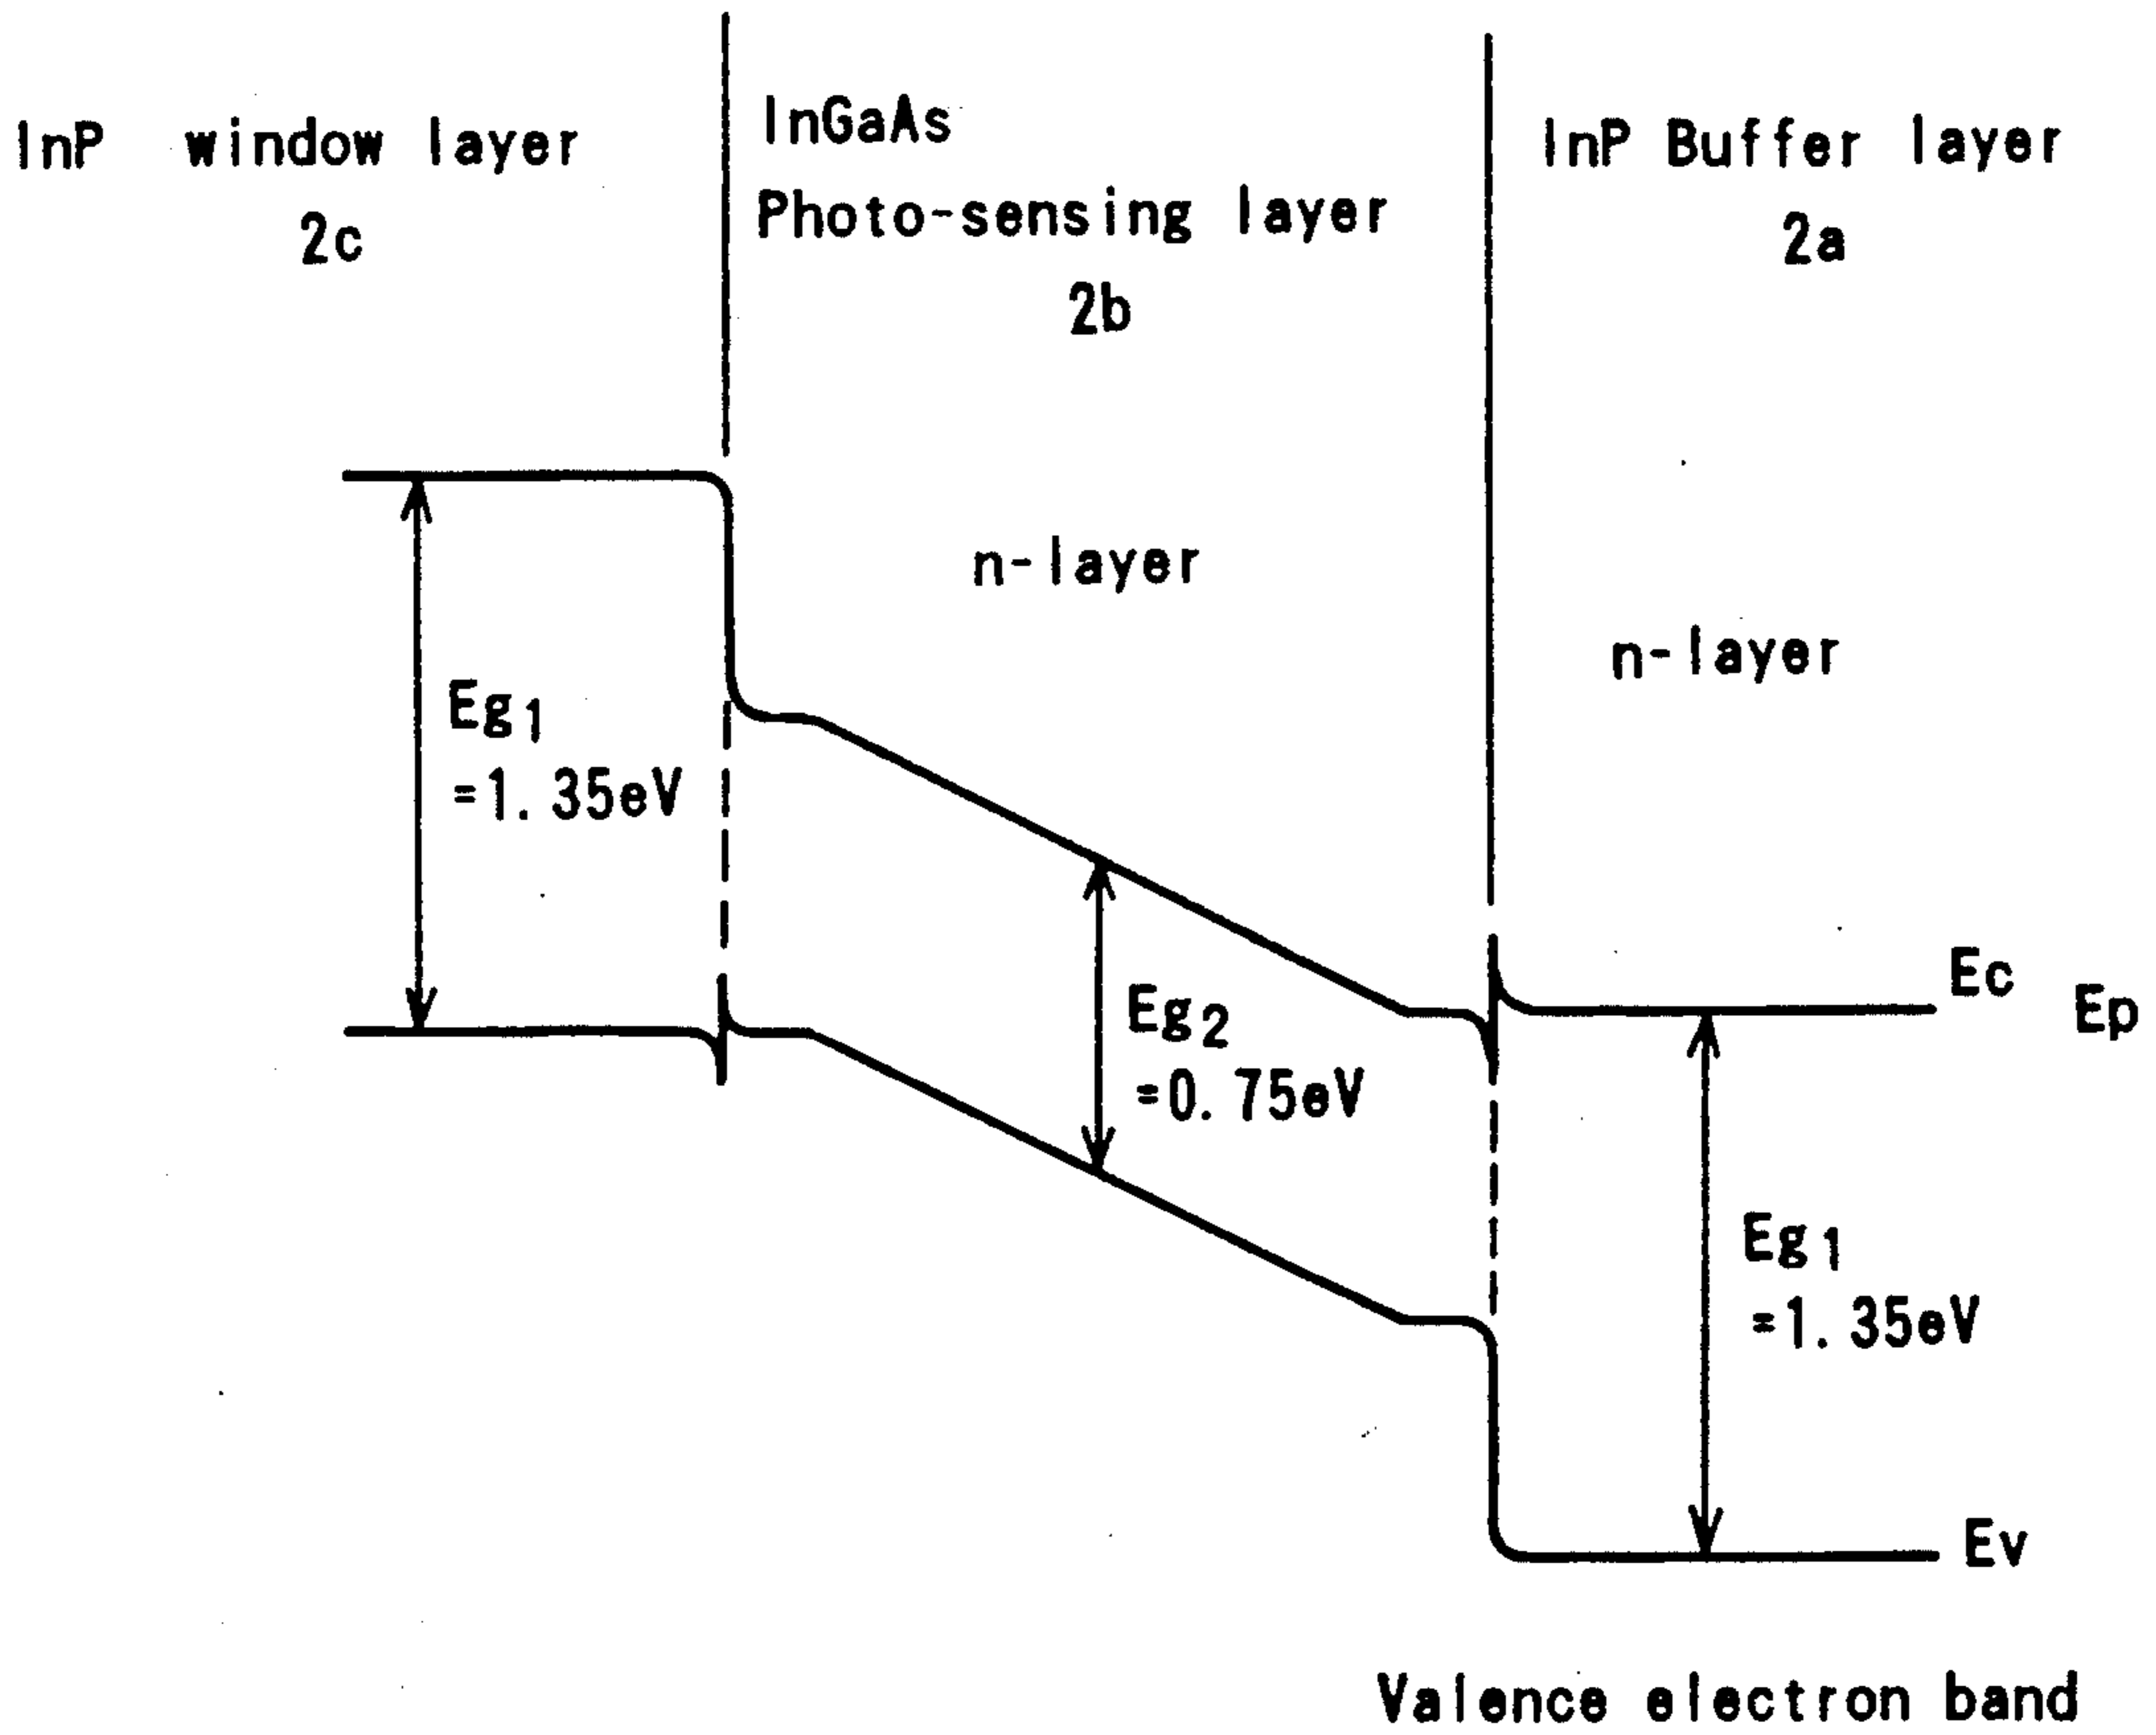 InP window layer
2c
InGaAs
Photo-sensing layer
2b
InP Buffer layer
2a
n-layer
n-layer
Eg1
=1.35eV
Eg2
=0.75eV
Ec
Ep
Eg1
=1.35eV
Ev
Valence electron band